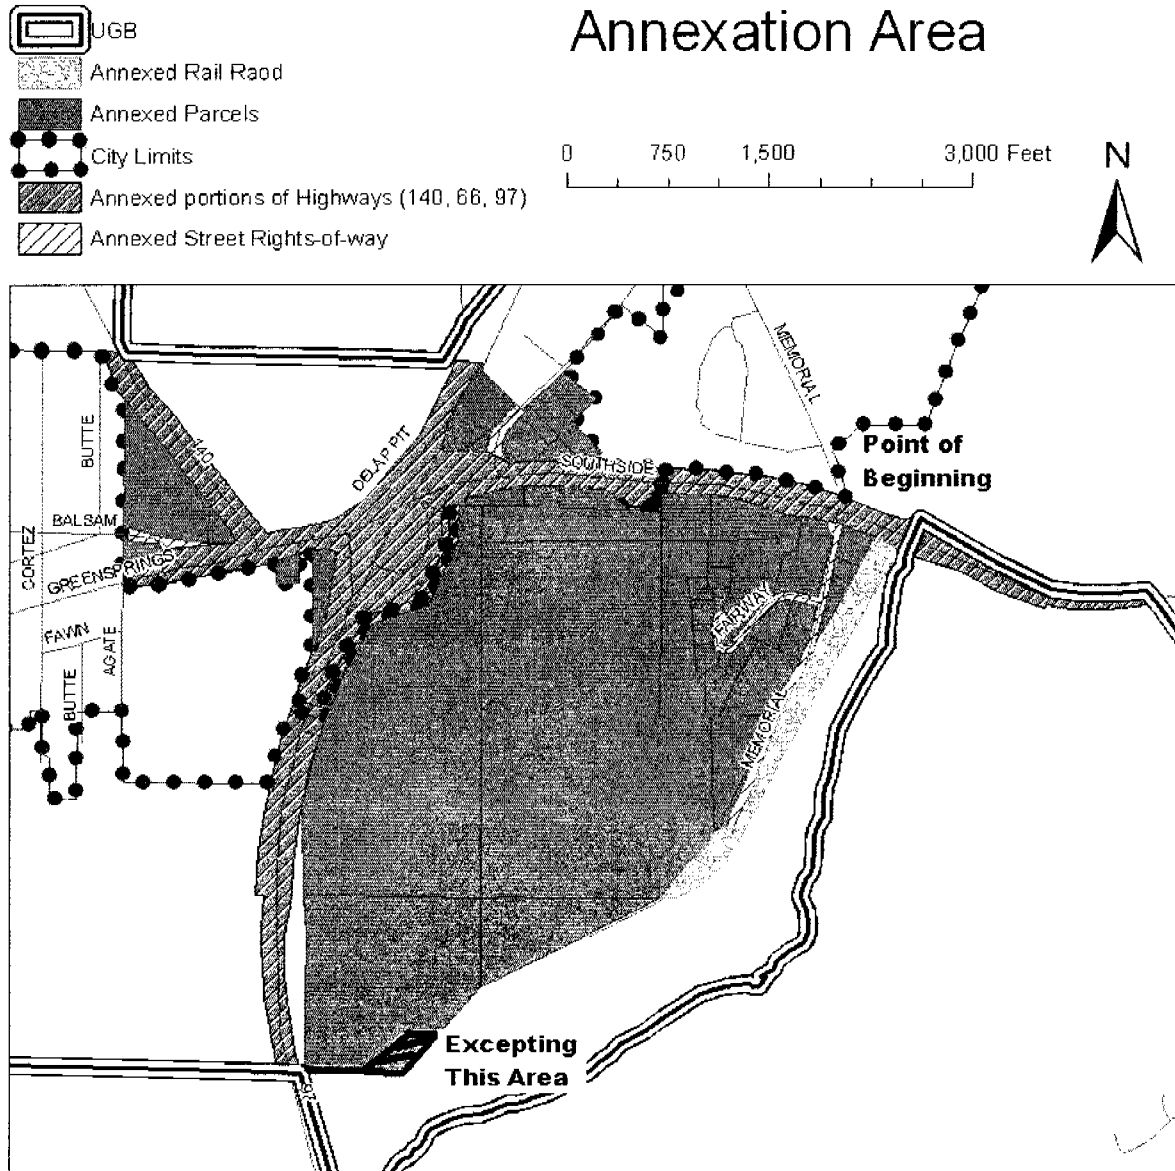 Annexation Area
UGB
Annexed Rail Raod
Annexed Parcels
City Limits
Annexed portions of Highways (140, 66, 97)
Annexed Street Rights-of-way
0 750 1,500 3,000 Feet
N
MEMORIAL
BUTTE
140
DELAP PIT
SOUTHSIDE
Point of
Beginning
BALSAM
CORTEZ
GREENSPRINGS
FAWN
AGATE
BUTTE
FARWAY
MEMORIAL
Excepting
This Area
97